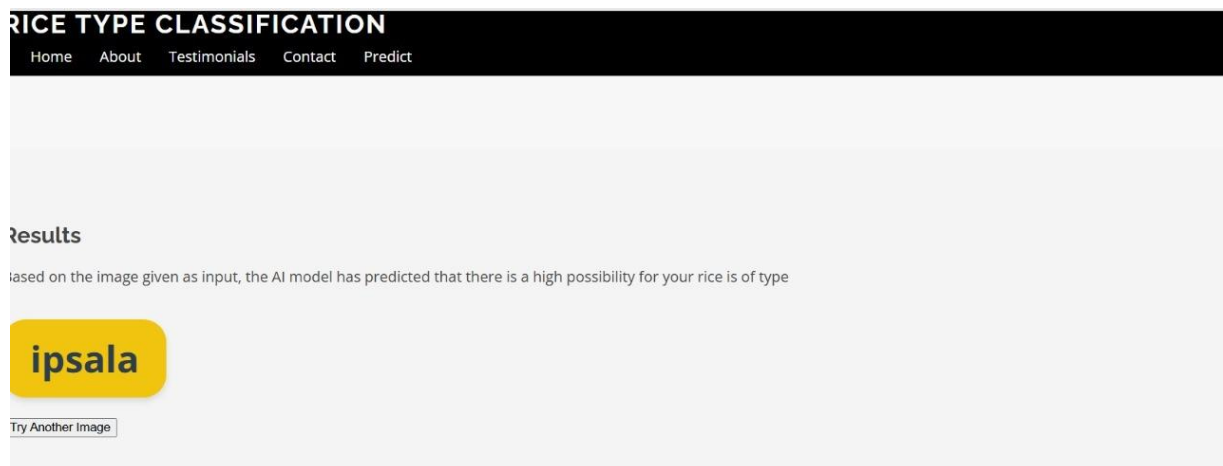 RICE TYPE CLASSIFICATION
Home About Testimonials Contact Predict
Results
Based on the image given as input, the AI model has predicted that there is a high possibility for your rice is of type
ipsala
Try Another Image